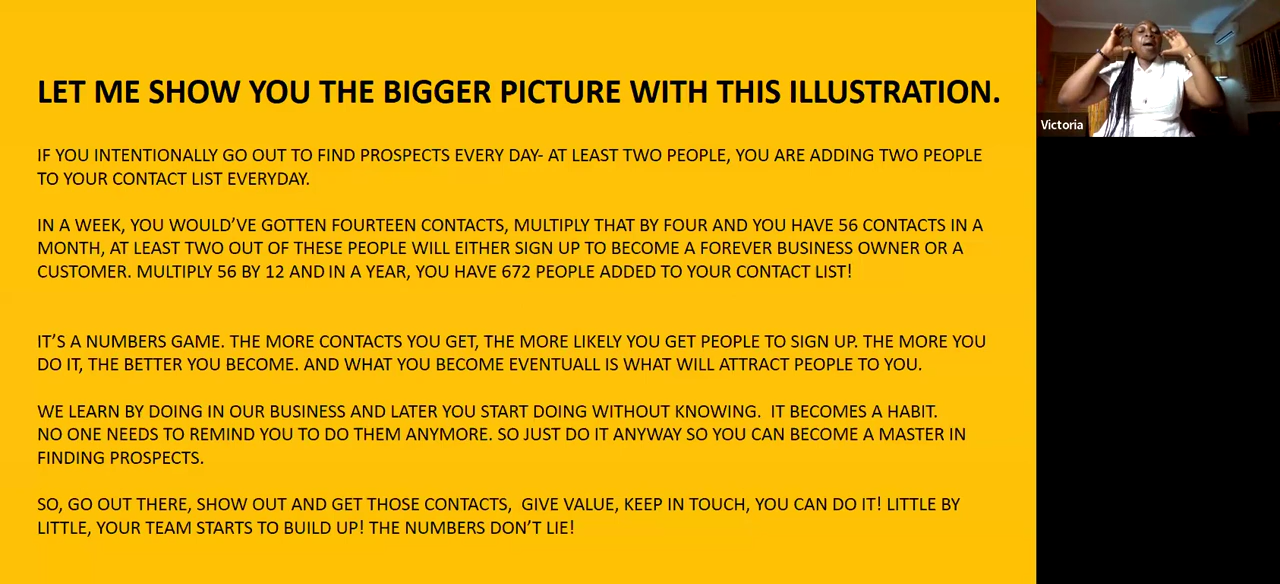 LET ME SHOW YOU THE BIGGER PICTURE WITH THIS ILLUSTRATION.
IF YOU INTENTIONALLY GO OUT TO FIND PROSPECTS EVERY DAY- AT LEAST TWO PEOPLE, YOU ARE ADDING TWO PEOPLE
TO YOUR CONTACT LIST EVERYDAY.
IN A WEEK, YOU WOULD'VE GOTTEN FOURTEEN CONTACTS, MULTIPLY THAT BY FOUR AND YOU HAVE 56 CONTACTS IN A
MONTH, AT LEAST TWO OUT OF THESE PEOPLE WILL EITHER SIGN UP TO BECOME A FOREVER BUSINESS OWNER OR A
CUSTOMER. MULTIPLY 56 BY 12 AND IN A YEAR, YOU HAVE 672 PEOPLE ADDED TO YOUR CONTACT LIST!
IT'S A NUMBERS GAME. THE MORE CONTACTS YOU GET, THE MORE LIKELY YOU GET PEOPLE TO SIGN UP. THE MORE YOU
DO IT, THE BETTER YOU BECOME. AND WHAT YOU BECOME EVENTUALL IS WHAT WILL ATTRACT PEOPLE TO YOU.
WE LEARN BY DOING IN OUR BUSINESS AND LATER YOU START DOING WITHOUT KNOWING.  IT BECOMES A HABIT.
NO ONE NEEDS TO REMIND YOU TO DO THEM ANYMORE. SO JUST DO IT ANYWAY SO YOU CAN BECOME A MASTER IN
FINDING PROSPECTS.
SO, GO OUT THERE, SHOW OUT AND GET THOSE CONTACTS,  GIVE VALUE, KEEP IN TOUCH, YOU CAN DO IT! LITTLE BY
LITTLE, YOUR TEAM STARTS TO BUILD UP! THE NUMBERS DON'T LIE!
Victoria